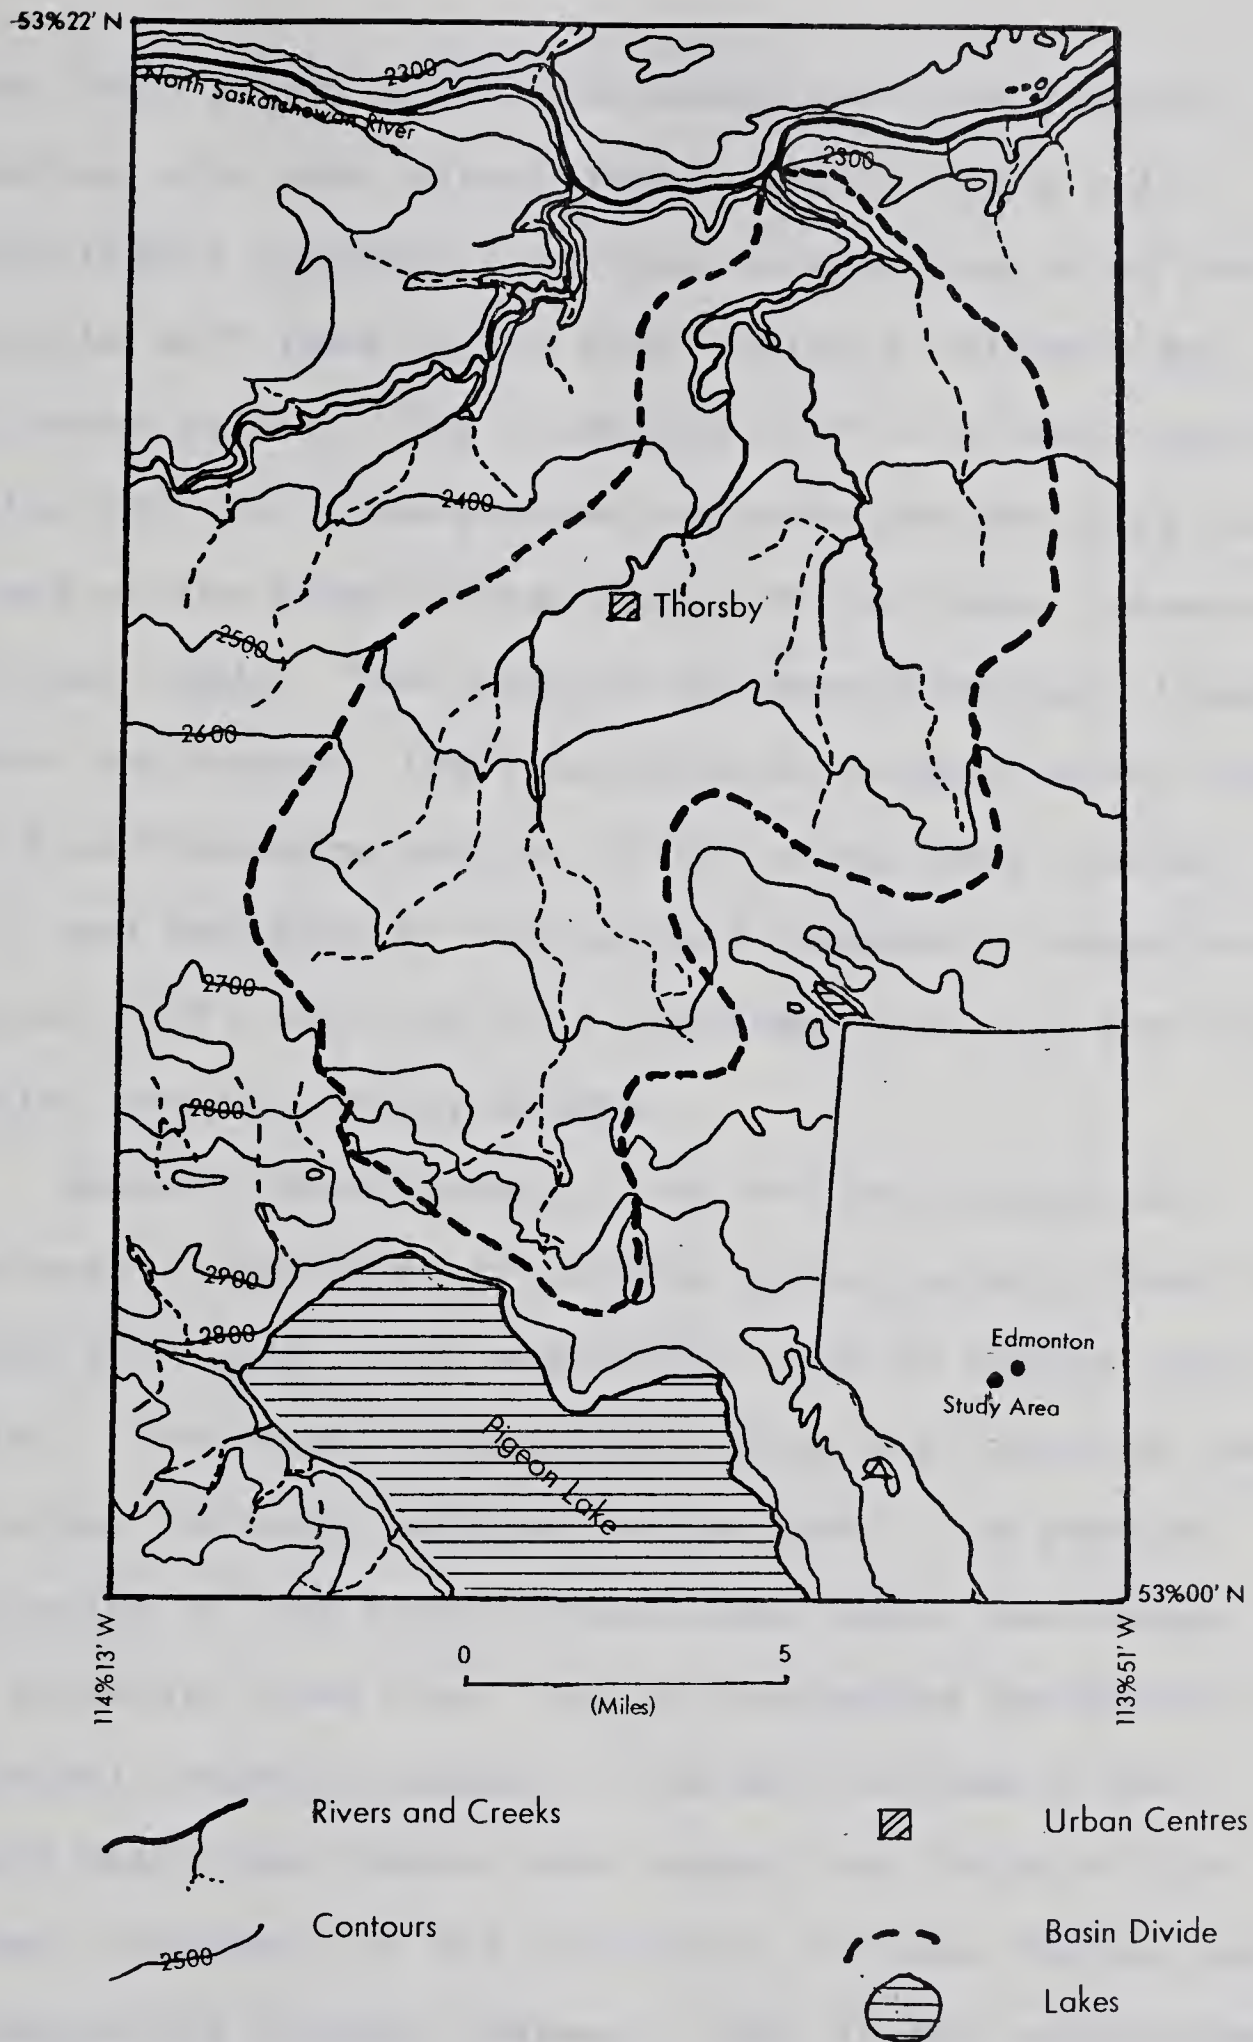 53%22' N
2300
North Saskatchewan River
2300
2400
Thorsby
2500
2600
2700
2800
2900
2800
Edmonton
Study Area
Pigeon Lake
53%00' N
114%13' W
0 5
113%51' W
(Miles)
Rivers and Creeks
Urban Centres
Contours
2500
Basin Divide
Lakes